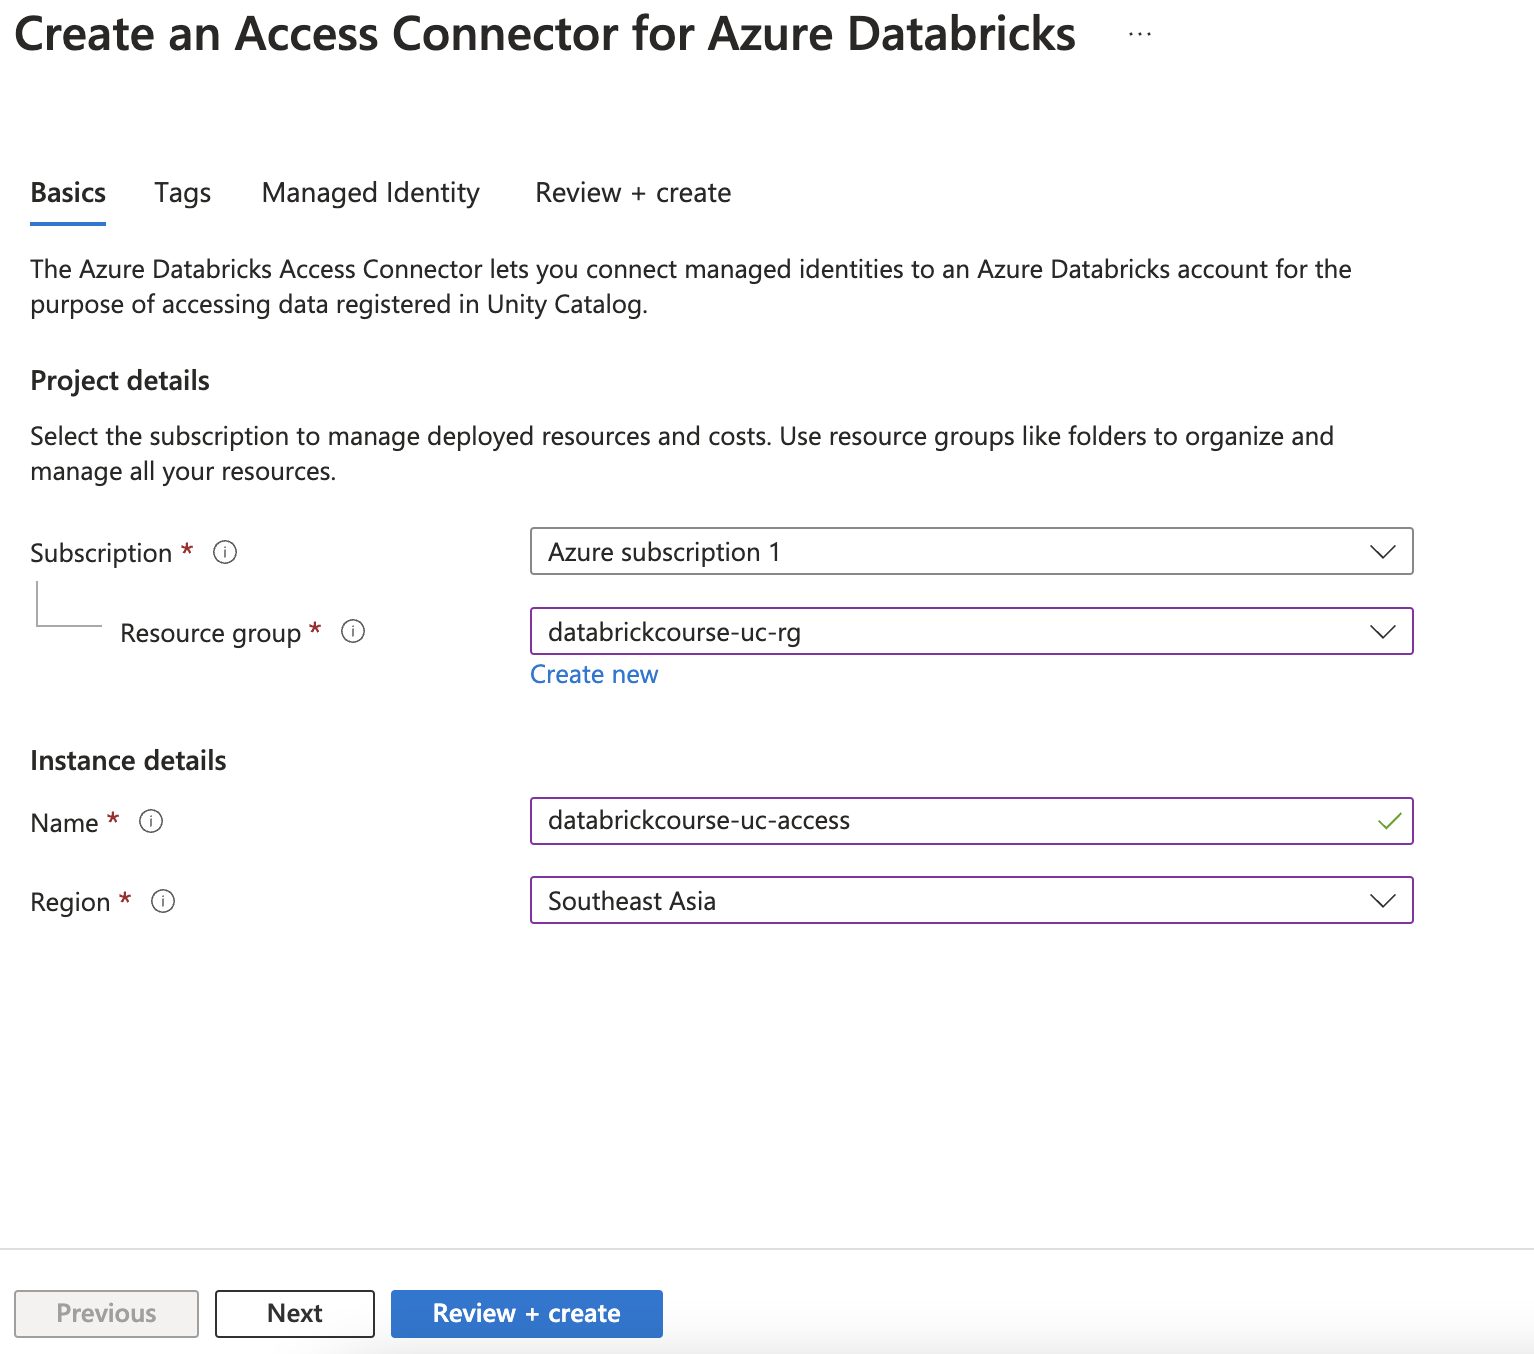 Create an Access Connector for Azure Databricks ...
Basics Tags Managed Identity Review + create
The Azure Databricks Access Connector lets you connect managed identities to an Azure Databricks account for the
purpose of accessing data registered in Unity Catalog.
Project details
Select the subscription to manage deployed resources and costs. Use resource groups like folders to organize and
manage all your resources.
Subscription * Azure subscription 1
Resource group * databrickcourse-uc-rg
Create new
Instance details
Name * databrickcourse-uc-access
Region * Southeast Asia
Previous Next Review + create